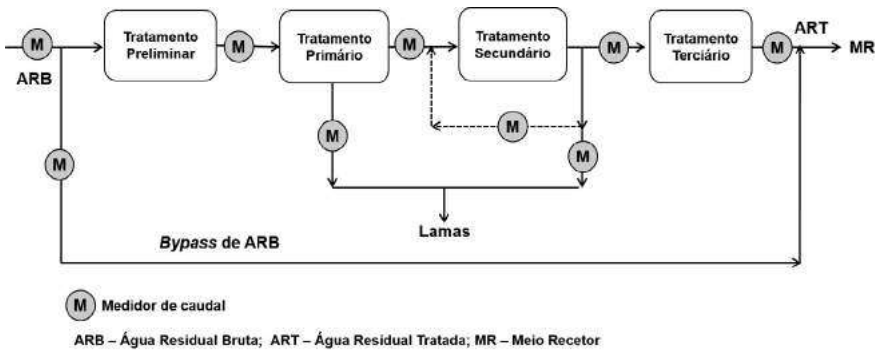 M
Tratamento
Preliminar
M
Tratamento
Primário
M
Tratamento
Secundário
M
Tratamento
Terciário
M
ART
MR
ARB
M
M
M
M
Lamas
Bypass de ARB
M Medidor de caudal
ARB – Água Residual Bruta; ART – Água Residual Tratada; MR – Meio Recetor